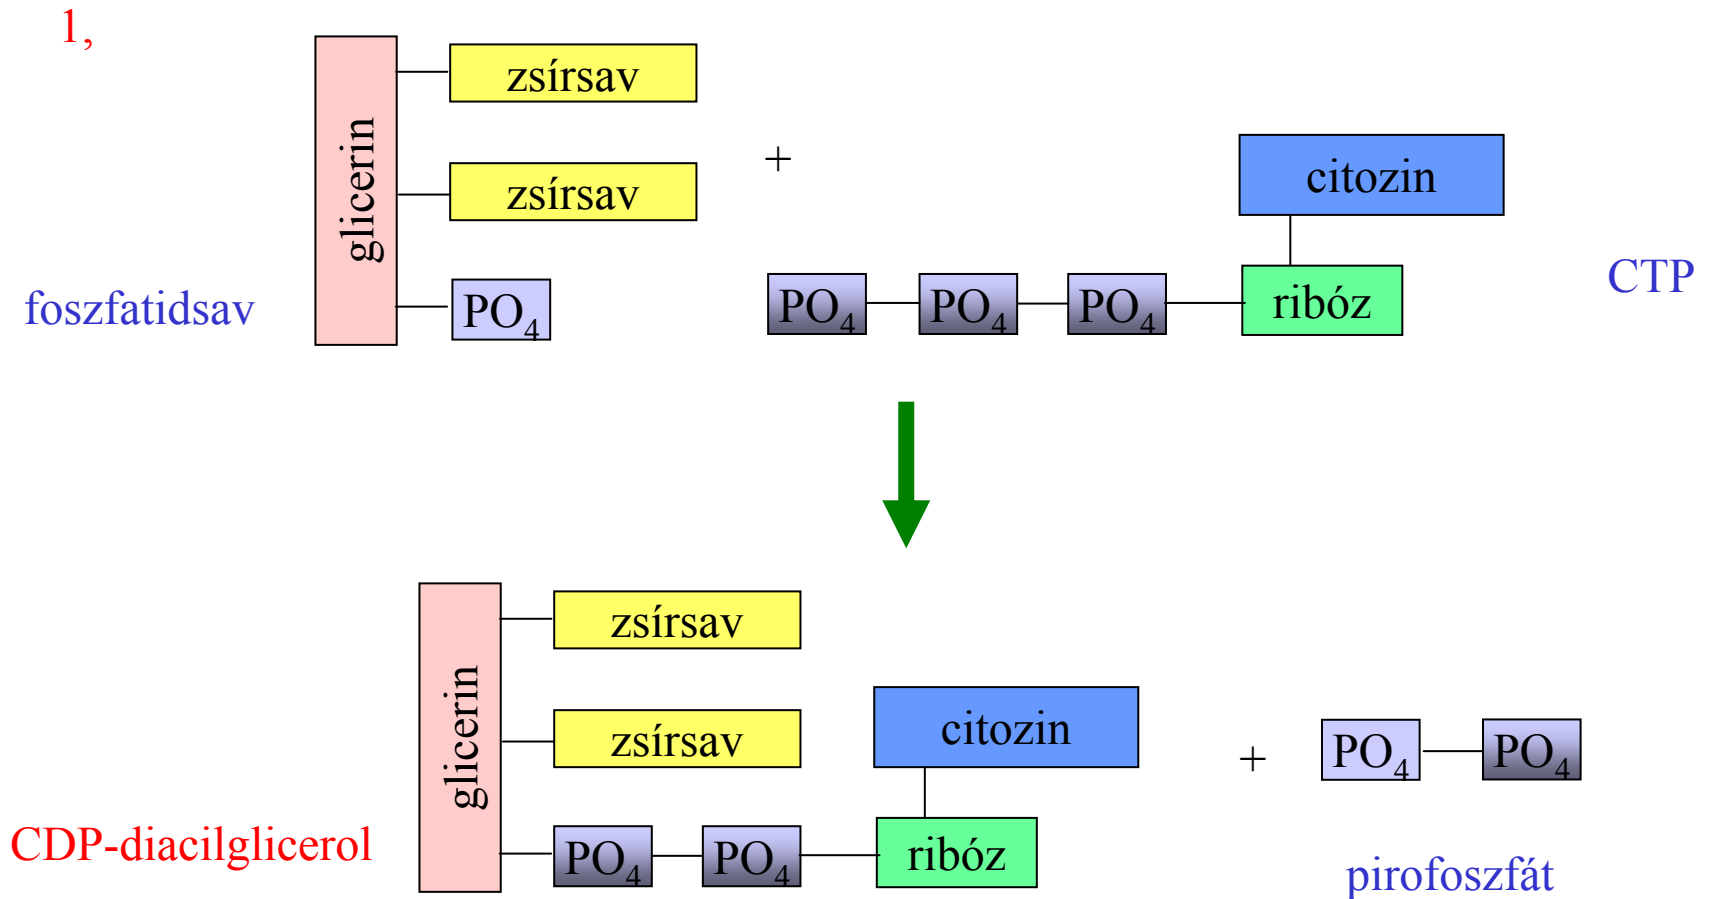 1,
zsírsav
glicerin
zsírsav
+
citozin
foszfatidsav
PO4
PO4
PO4
PO4
ribóz
CTP
zsírsav
glicerin
zsírsav
citozin
+
PO4
PO4
CDP-diacilglicerol
PO4
PO4
ribóz
pirofoszfát